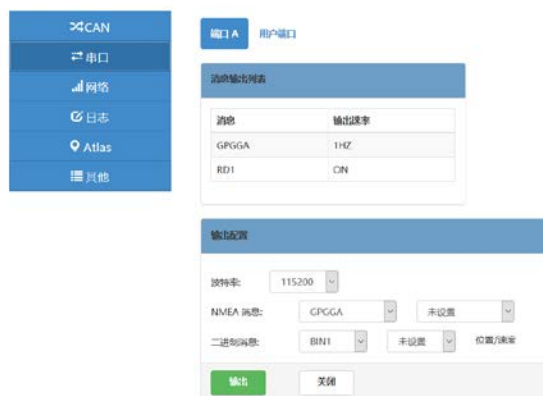 CAN
串口
网络
日志
Atlas
其他
端口 A 用户端口
消息输出列表
消息 输出速率
GPGGA 1HZ
RD1 ON
输出配置
波特率: 115200
NMEA 消息: GPGGA 未设置
二进制消息: BIN1 未设置 位置/速度
输出 关闭